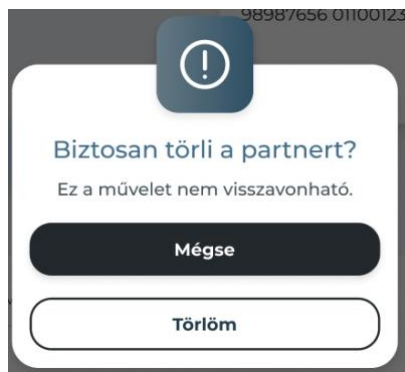 98987656 01100123
Biztosan törli a partnert?
Ez a művelet nem visszavonható.
Mégse
Törlöm